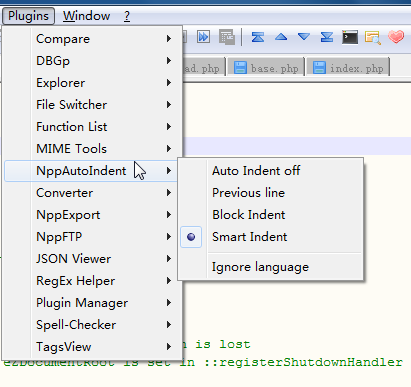 Plugins Window ?
ad.php base.php index.php
Compare
DBGp
Explorer
File Switcher
Function List
MIME Tools
NppAutoIndent
Converter
NppExport
NppFTP
JSON Viewer
RegEx Helper
Plugin Manager
Spell-Checker
TagsView
Auto Indent off
Previous line
Block Indent
Smart Indent
Ignore language
n is lost
ezDocumentRoot is set in ::registerShutdownHandler